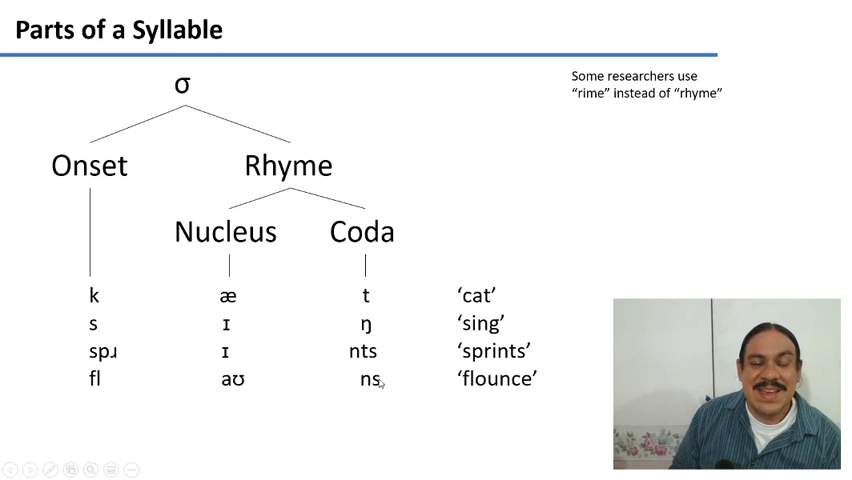 Parts of a Syllable
Some researchers use
“rime” instead of “rhyme”
σ
Onset Rhyme
Nucleus Coda
k æ t ‘cat’
s ɪ ŋ ‘sing’
spɹ ɪ nts ‘sprints’
fl aʊ ns ‘flounce’